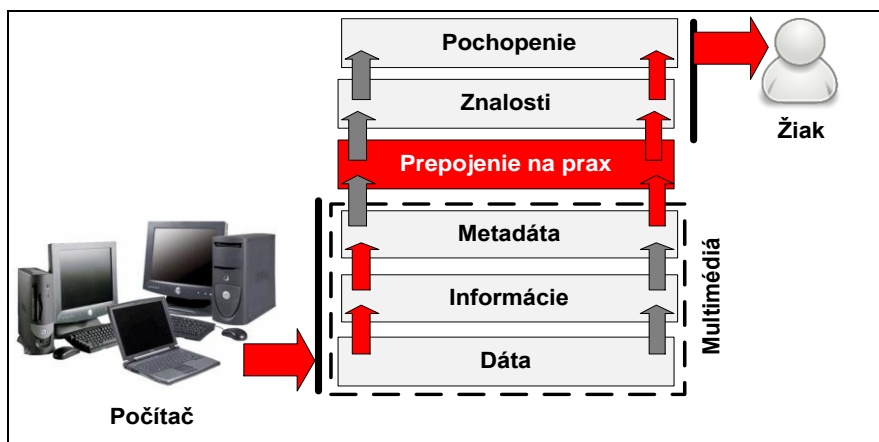 Pochopenie
Znalosti
Žiak
Prepojenie na prax
Metadáta
Informácie
Dáta
Multimédiá
Počítač